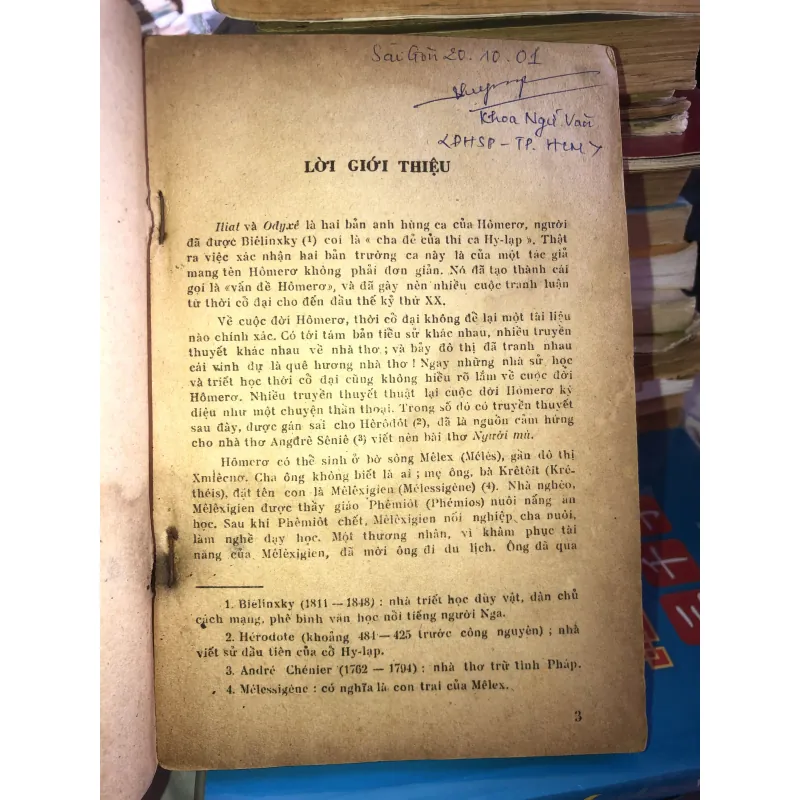 Sài Gòn 20.10.01
Khoa Ngữ Văn
ĐHSP - TP. HCM
LỜI GIỚI THIỆU
Iliat và Odyxê là hai bản anh hùng ca của Hômerơ, người
đã được Biêlinxky (1) coi là « cha đẻ của thi ca Hy-lạp ». Thật
ra việc xác nhận hai bản trường ca này là của một tác giả
mang tên Hômerơ không phải đơn giản. Nó đã tạo thành cái
gọi là «vấn đề Hômerơ», và đã gây nên nhiều cuộc tranh luận
từ thời cổ đại cho đến đầu thế kỷ thứ XX.
Về cuộc đời Hômerơ, thời cổ đại không để lại một tài liệu
nào chính xác. Có tới tám bản tiểu sử khác nhau, nhiều truyền
thuyết khác nhau về nhà thơ ; và bảy đô thị đã tranh nhau
cái vinh dự là quê hương nhà thơ ! Ngay những nhà sử học
và triết học thời cổ đại cũng không hiểu rõ lắm về cuộc đời
Hômerơ. Nhiều truyền thuyết thuật lại cuộc đời Hômerơ kỳ
diệu như một chuyện thần thoại. Trong số đó có truyền thuyết
sau đây, được gán sai cho Hêrôđôt (2), đã là nguồn cảm hứng
cho nhà thơ Angđrê Sêniê (3) viết nên bài thơ Người mù.
Hômerơ có thể sinh ở bờ sông Mêlex (Mélès), gần đô thị
Xmiêcnơ. Cha ông không biết là ai ; mẹ ông, bà Krêtêit (Kré-
théis), đặt tên con là Mêlêxigien (Mélessigène) (4). Nhà nghèo,
Mêlêxigien được thầy giáo Phêmiôt (Phémios) nuôi nấng ăn
học. Sau khi Phêmiôt chết, Mêlêxigien nối nghiệp cha nuôi,
làm nghề dạy học. Một thương nhân, vì khâm phục tài
năng của Mêlêxigien, đã mời ông đi du lịch. Ông đã qua
1. Biêlinxky (1811 — 1848) : nhà triết học duy vật, dân chủ
cách mạng, phê bình văn học nổi tiếng người Nga.
2. Hérodote (khoảng 484 — 425 trước công nguyên) ; nhà
viết sử đầu tiên của cổ Hy-lạp.
3. André Chénier (1762 — 1794) : nhà thơ trữ tình Pháp.
4. Mélessigène : có nghĩa là con trai của Mêlex.
3